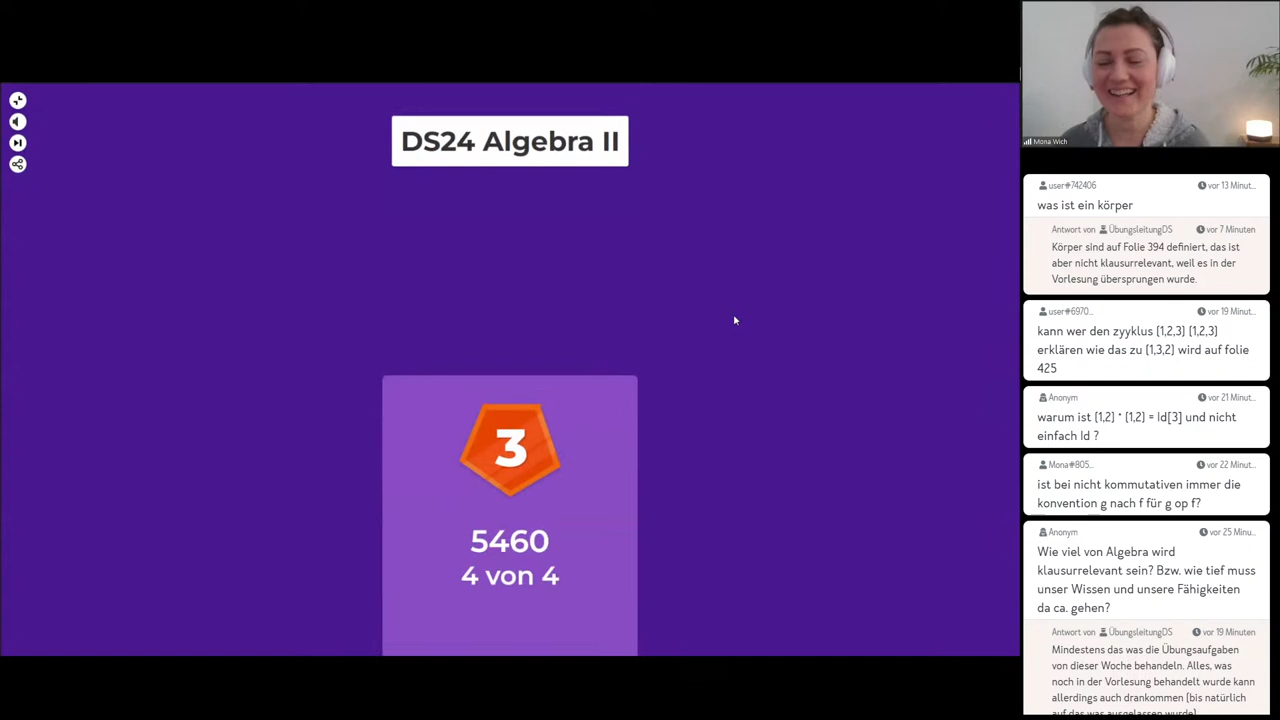 DS24 Algebra II
3
5460
4 von 4
Mona Wich
user#742406
vor 13 Minut...
was ist ein körper
Antwort von ÜbungsleitungDS
vor 7 Minuten
Körper sind auf Folie 394 definiert, das ist
aber nicht klausurrelevant, weil es in der
Vorlesung übersprungen wurde.
user#6970...
vor 19 Minut...
kann wer den zyyklus (1,2,3) (1,2,3)
erklären wie das zu (1,3,2) wird auf folie
425
Anonym
vor 21 Minut...
warum ist (1,2) * (1,2) = Id[3] und nicht
einfach Id ?
Mona#805...
vor 22 Minut...
ist bei nicht kommutativen immer die
konvention g nach f für g op f?
Anonym
vor 25 Minu...
Wie viel von Algebra wird
klausurrelevant sein? Bzw. wie tief muss
unser Wissen und unsere Fähigkeiten
da ca. gehen?
Antwort von ÜbungsleitungDS
vor 19 Minuten
Mindestens das was die Übungsaufgaben
von dieser Woche behandeln. Alles, was
noch in der Vorlesung behandelt wurde kann
allerdings auch drankommen (bis natürlich
auf das was ausgelassen wurde)